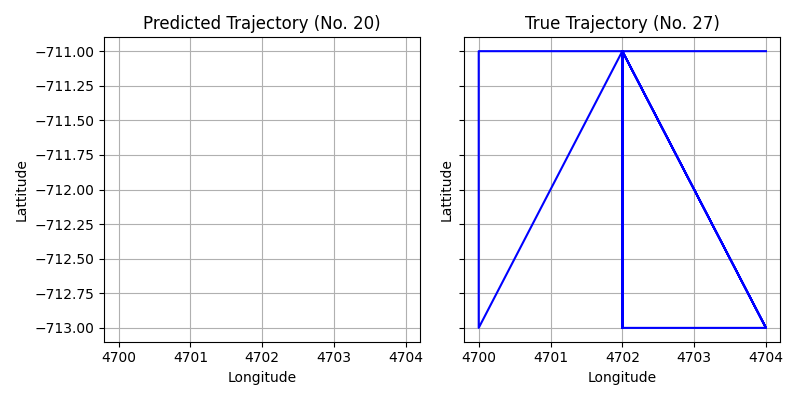 Predicted Trajectory (No. 20)
True Trajectory (No. 27)
−711.00
−711.25
−711.50
−711.75
−712.00
−712.25
−712.50
−712.75
−713.00
Lattitude
Lattitude
4700 4701 4702 4703 4704
4700 4701 4702 4703 4704
Longitude
Longitude